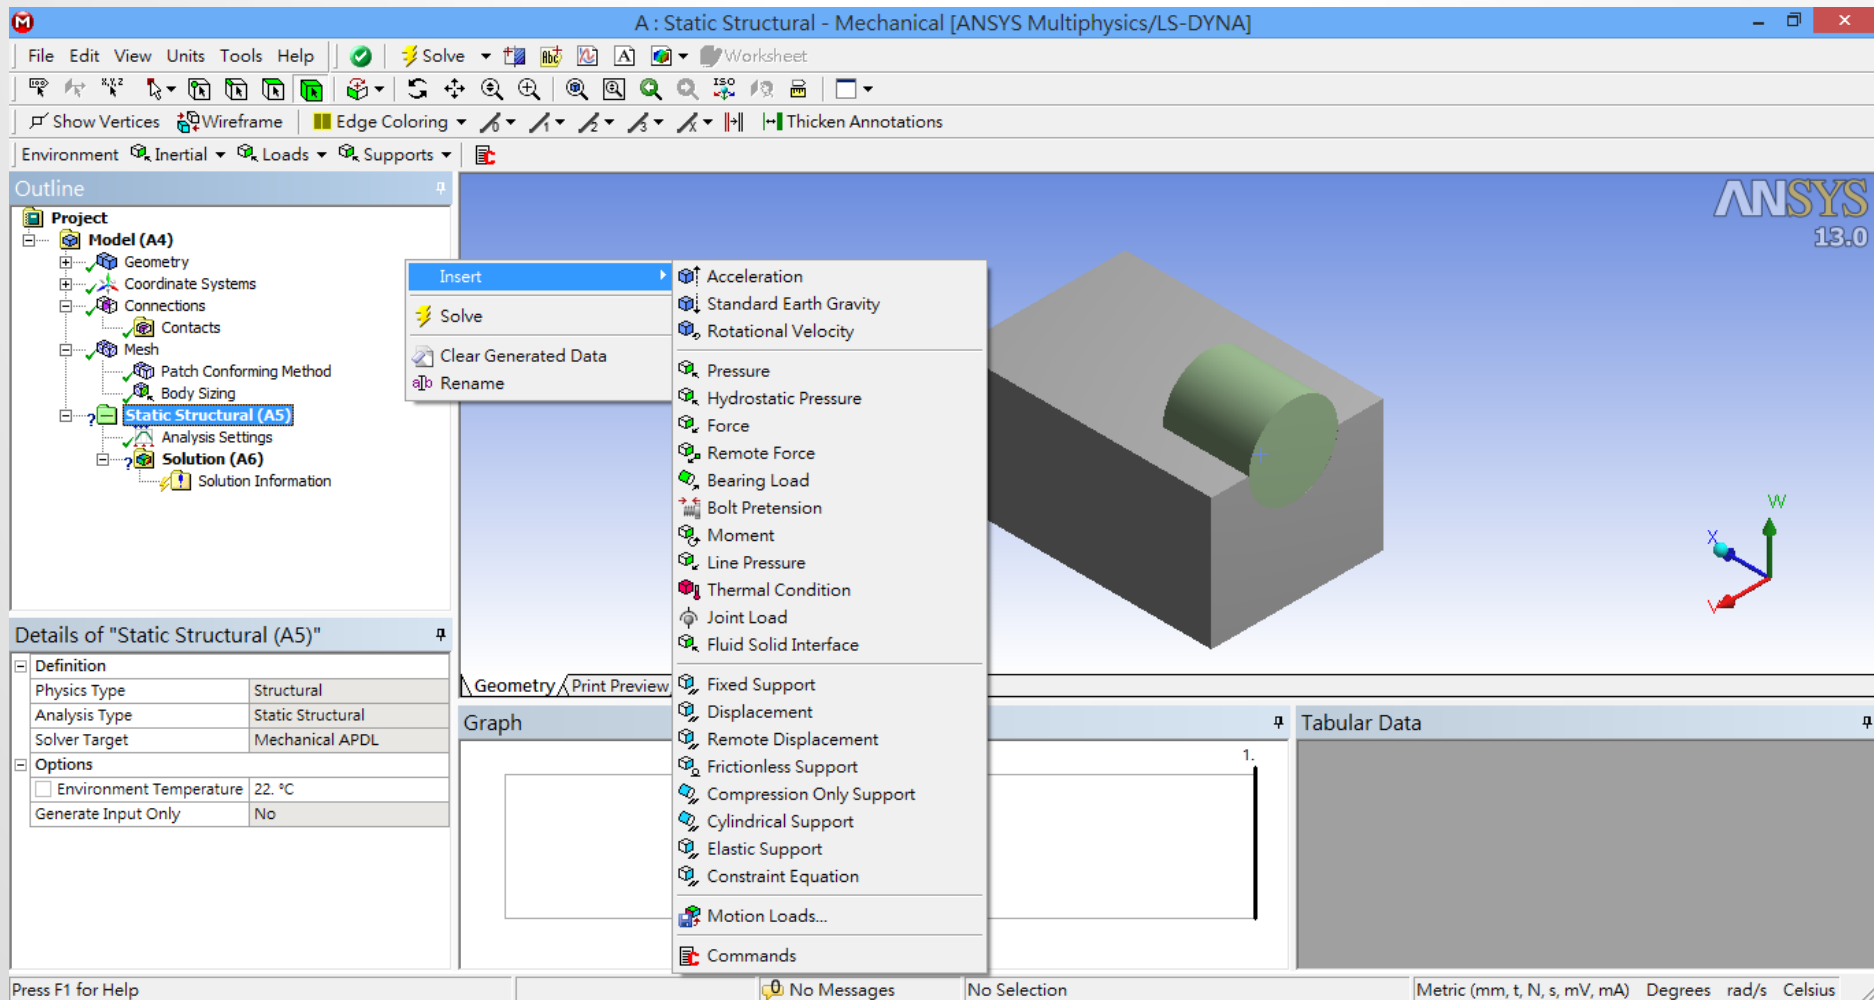 A : Static Structural - Mechanical [ANSYS Multiphysics/LS-DYNA]
File Edit View Units Tools Help Solve Worksheet
Show Vertices Wireframe Edge Coloring Thicken Annotations
Environment Inertial Loads Supports
Outline
Project
Model (A4)
Geometry
Coordinate Systems
Connections
Contacts
Mesh
Patch Conforming Method
Body Sizing
Static Structural (A5)
Analysis Settings
Solution (A6)
Solution Information
Insert
Solve
Clear Generated Data
Rename
Acceleration
Standard Earth Gravity
Rotational Velocity
Pressure
Hydrostatic Pressure
Force
Remote Force
Bearing Load
Bolt Pretension
Moment
Line Pressure
Thermal Condition
Joint Load
Fluid Solid Interface
Fixed Support
Displacement
Remote Displacement
Frictionless Support
Compression Only Support
Cylindrical Support
Elastic Support
Constraint Equation
Motion Loads...
Commands
ANSYS
13.0
W
X
V
Details of "Static Structural (A5)"
Definition
Physics Type Structural
Analysis Type Static Structural
Solver Target Mechanical APDL
Options
Environment Temperature 22. °C
Generate Input Only No
Geometry Print Preview
Graph
1.
Tabular Data
Press F1 for Help
0 No Messages
No Selection
Metric (mm, t, N, s, mV, mA) Degrees rad/s Celsius